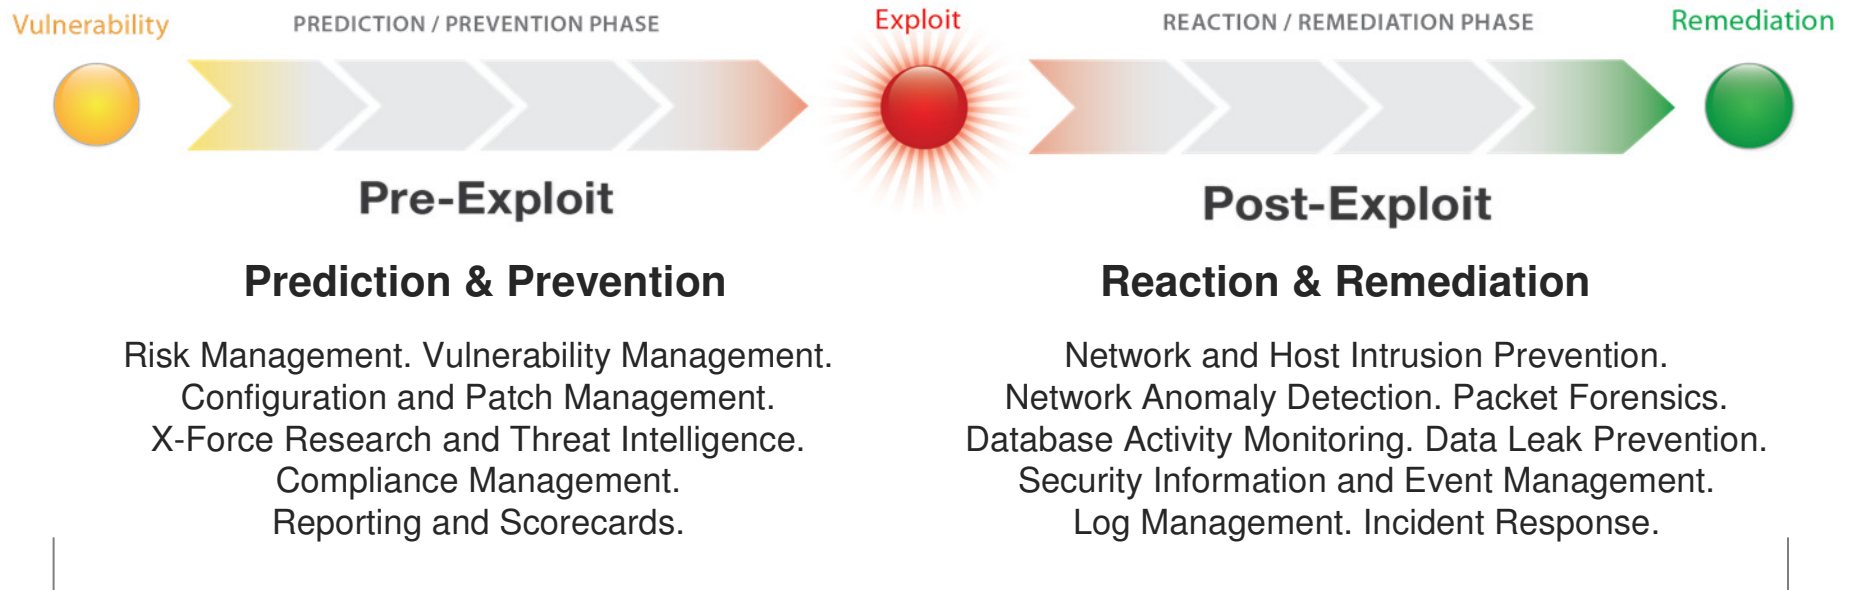 Vulnerability
PREDICTION / PREVENTION PHASE
Exploit
REACTION / REMEDIATION PHASE
Remediation
Pre-Exploit
Post-Exploit
Prediction & Prevention
Risk Management. Vulnerability Management.
Configuration and Patch Management.
X-Force Research and Threat Intelligence.
Compliance Management.
Reporting and Scorecards.
Reaction & Remediation
Network and Host Intrusion Prevention.
Network Anomaly Detection. Packet Forensics.
Database Activity Monitoring. Data Leak Prevention.
Security Information and Event Management.
Log Management. Incident Response.